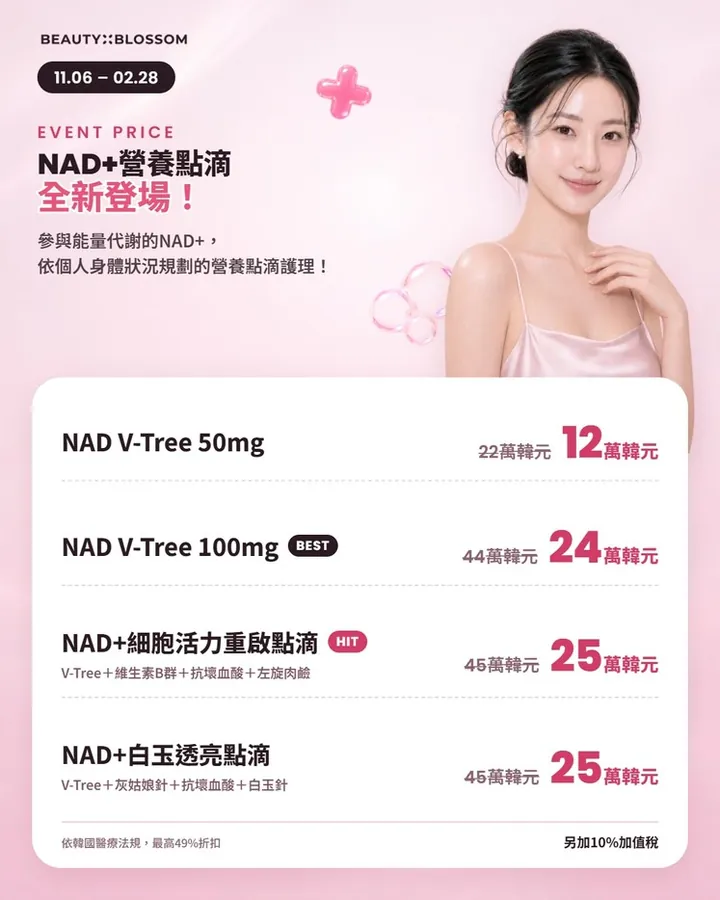 BEAUTY::BLOSSOM
11.06 – 02.28
EVENT PRICE
NAD+營養點滴
全新登場！
參與能量代謝的NAD+，
依個人身體狀況規劃的營養點滴護理！
NAD V-Tree 50mg
22萬韓元 12萬韓元
NAD V-Tree 100mg BEST
44萬韓元 24萬韓元
NAD+細胞活力重啟點滴 HIT
V-Tree＋維生素B群＋抗壞血酸＋左旋肉鹼
45萬韓元 25萬韓元
NAD+白玉透亮點滴
V-Tree＋灰姑娘針＋抗壞血酸＋白玉針
45萬韓元 25萬韓元
依韓國醫療法規，最高49%折扣
另加10%加值稅